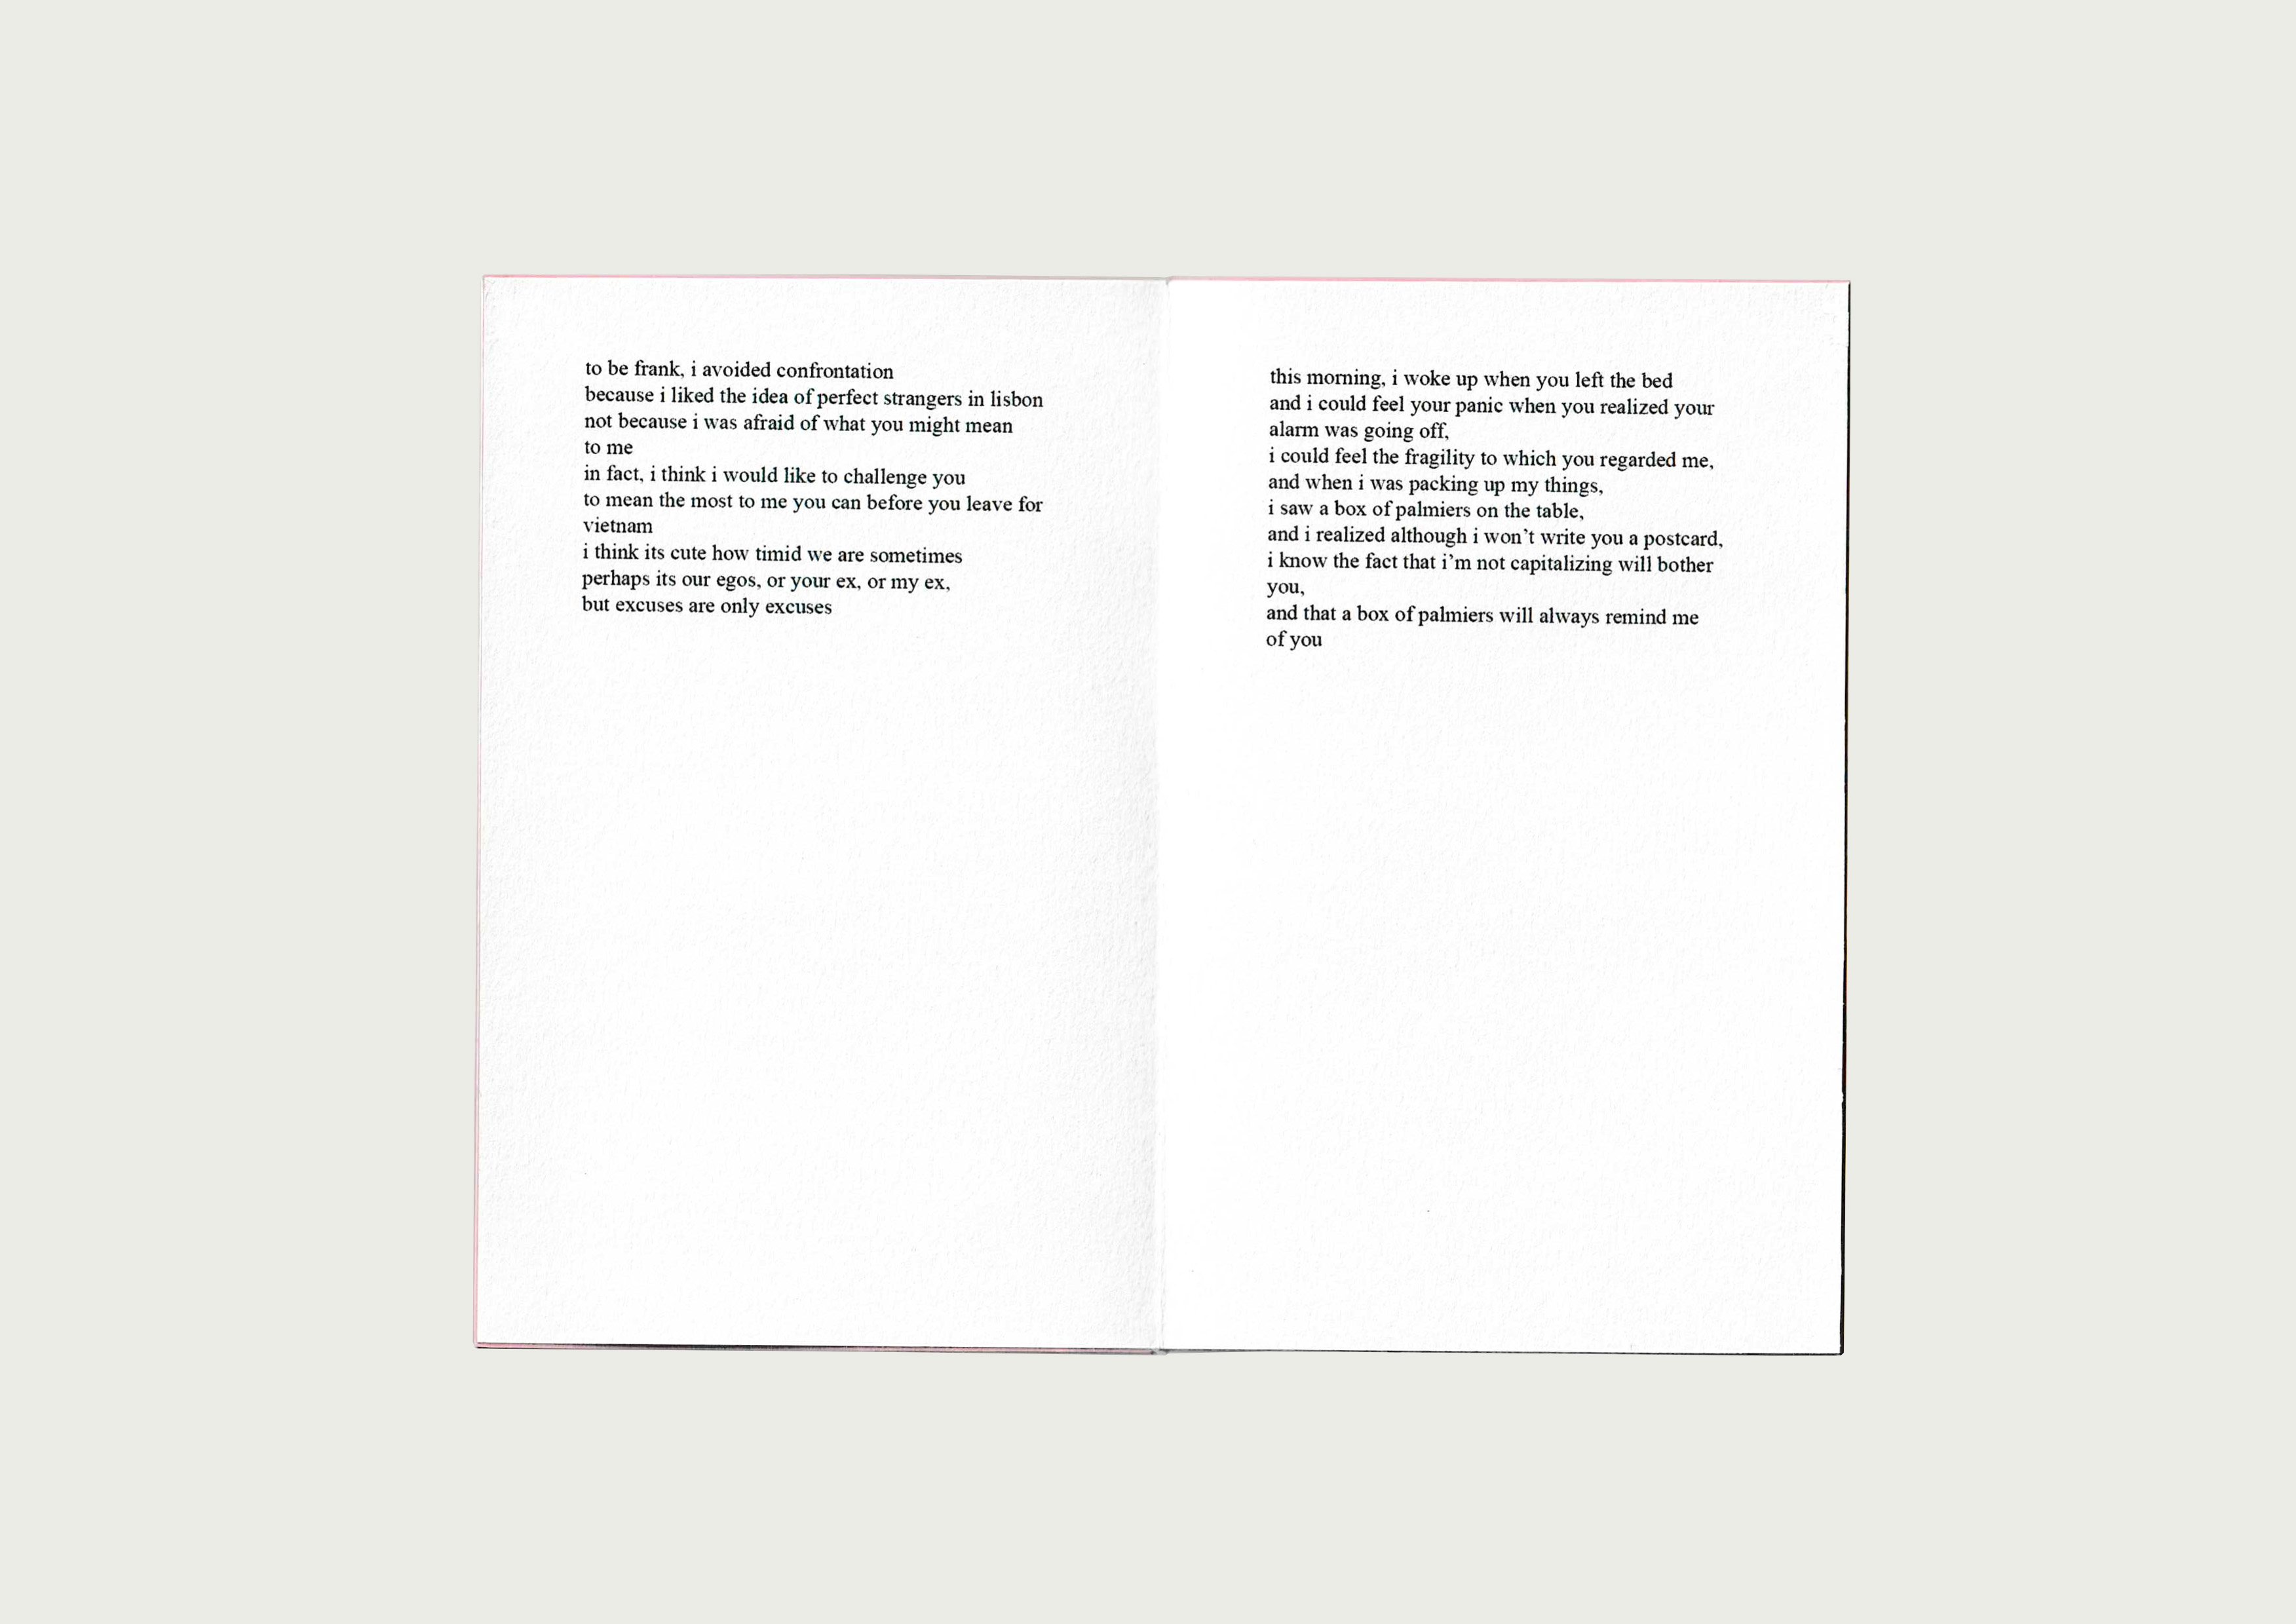 to be frank, i avoided confrontation
because i liked the idea of perfect strangers in lisbon
not because i was afraid of what you might mean
to me
in fact, i think i would like to challenge you
to mean the most to me you can before you leave for
vietnam
i think its cute how timid we are sometimes
perhaps its our egos, or your ex, or my ex,
but excuses are only excuses
this morning, i woke up when you left the bed
and i could feel your panic when you realized your
alarm was going off,
i could feel the fragility to which you regarded me,
and when i was packing up my things,
i saw a box of palmiers on the table,
and i realized although i won’t write you a postcard,
i know the fact that i’m not capitalizing will bother
you,
and that a box of palmiers will always remind me
of you